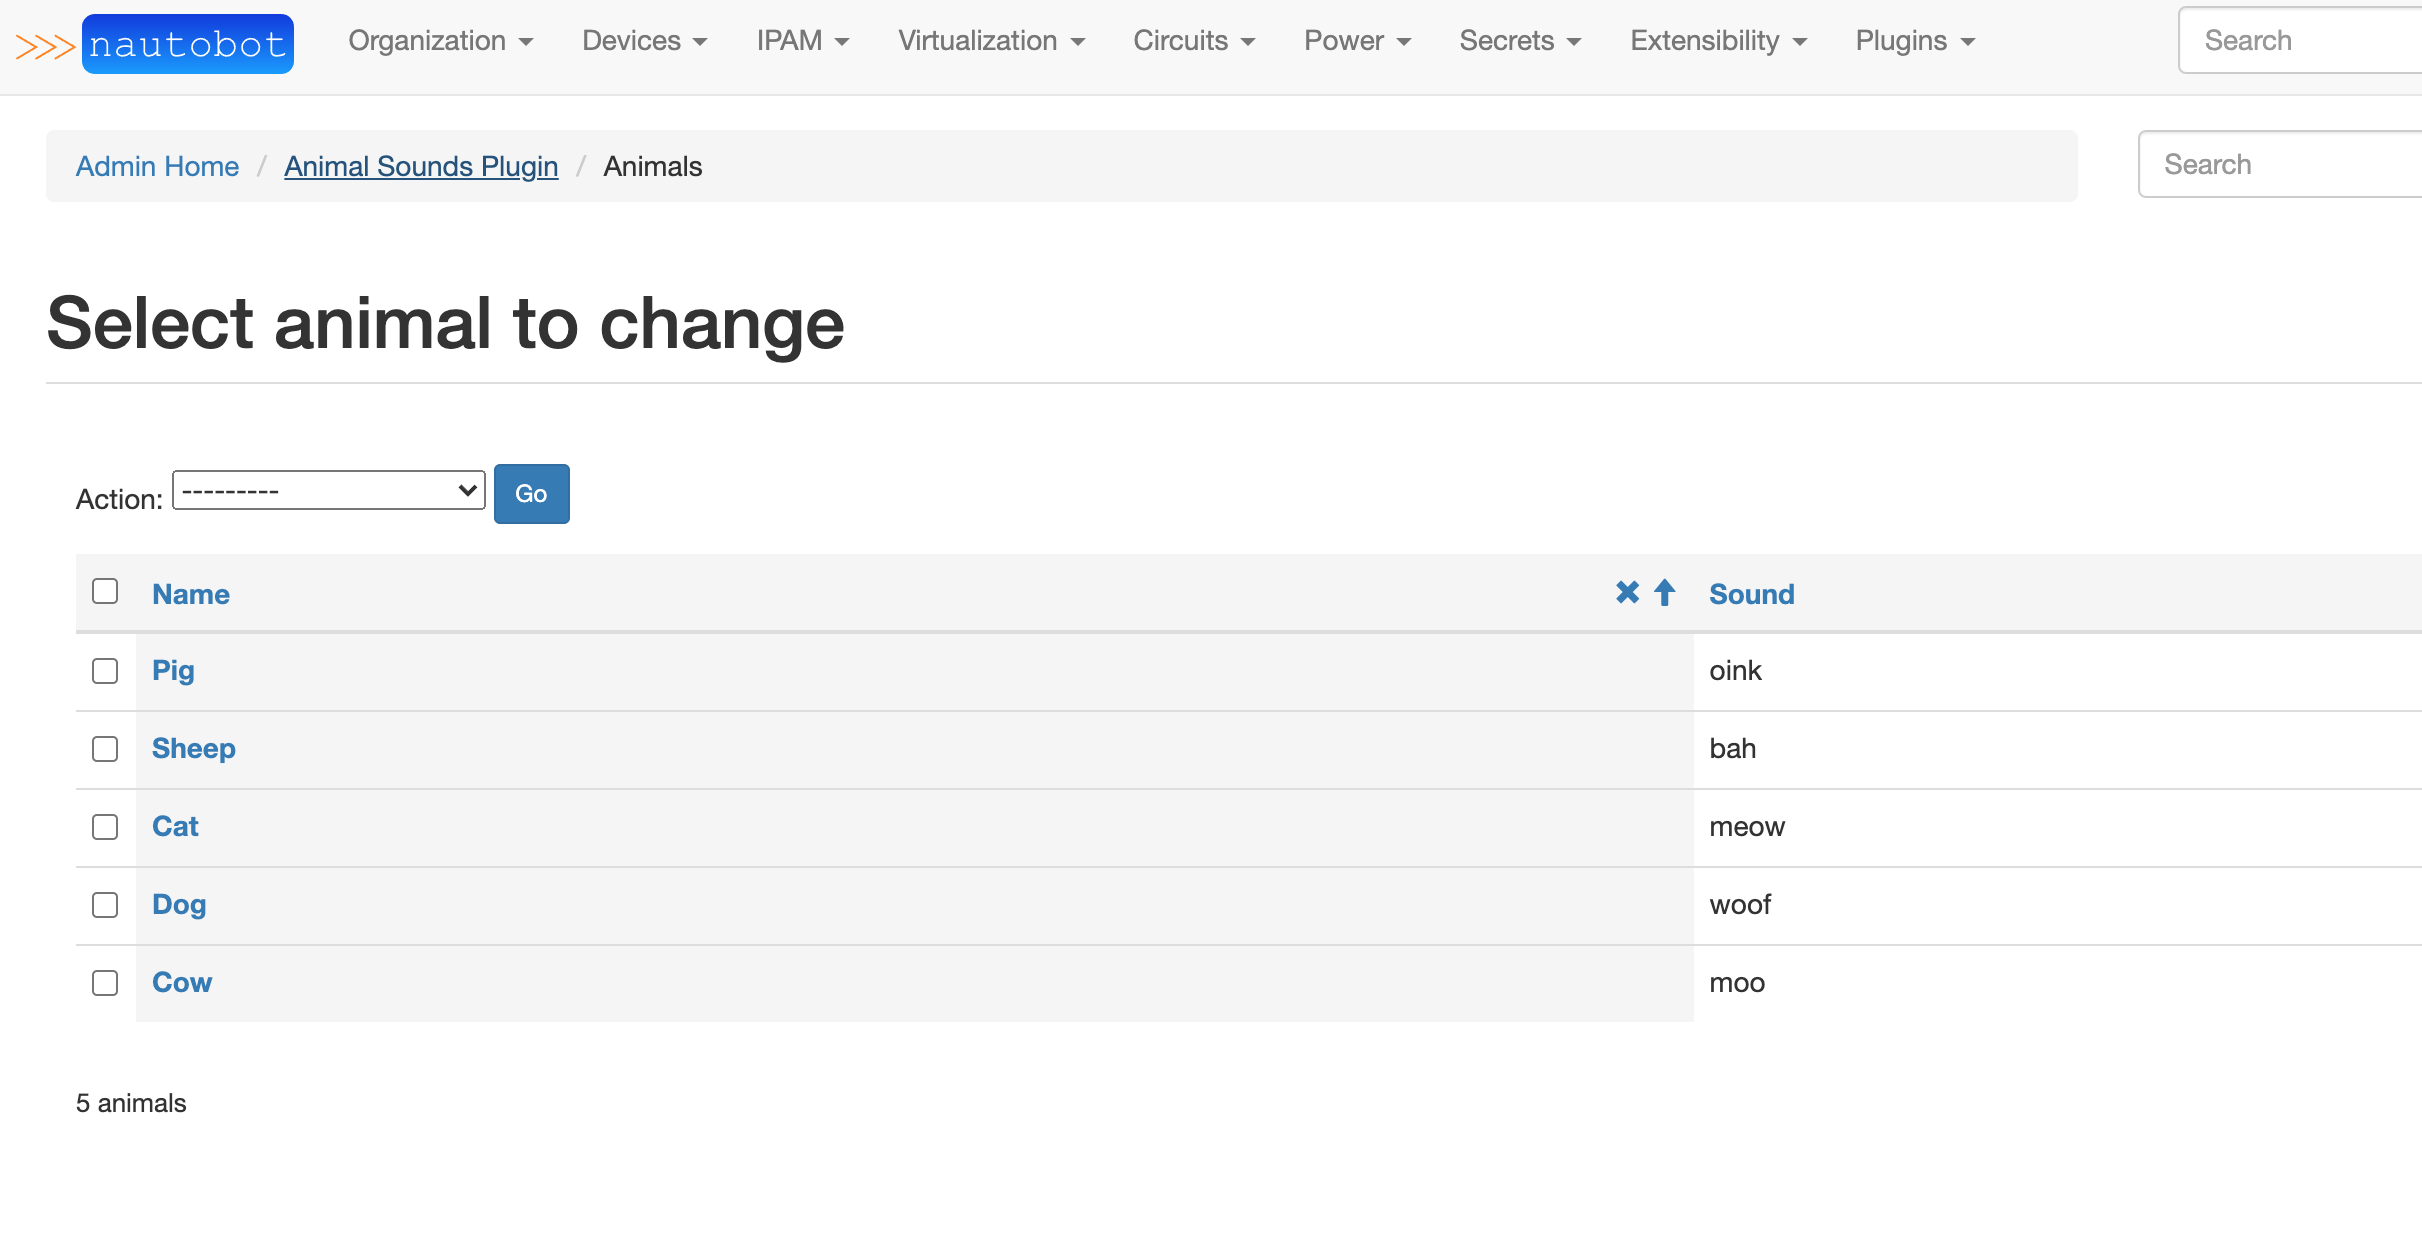 >>> nautobot Organization Devices IPAM Virtualization Circuits Power Secrets Extensibility Plugins Search
Admin Home / Animal Sounds Plugin / Animals Search
Select animal to change
Action: --------- Go
Name Sound
Pig oink
Sheep bah
Cat meow
Dog woof
Cow moo
5 animals